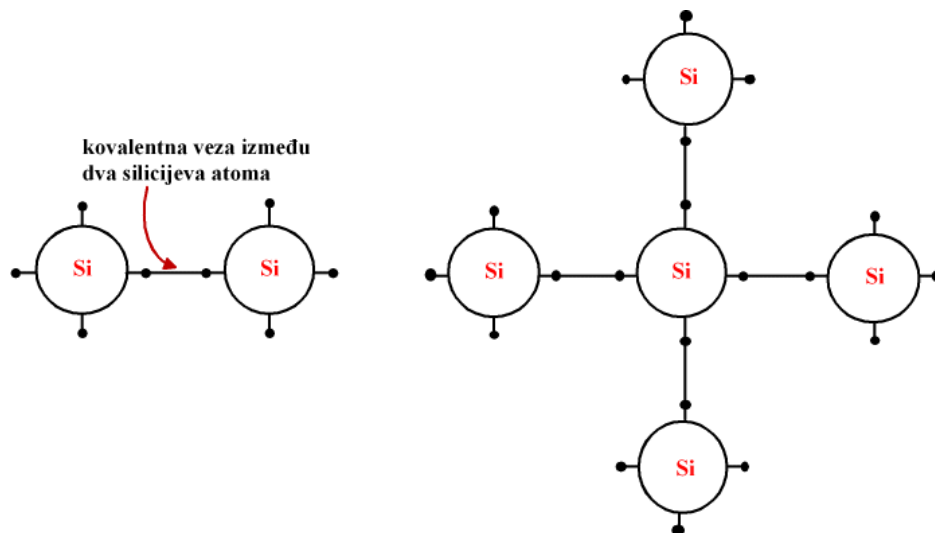 Si
kovalentna veza između
dva silicijeva atoma
Si
Si
Si
Si
Si
Si